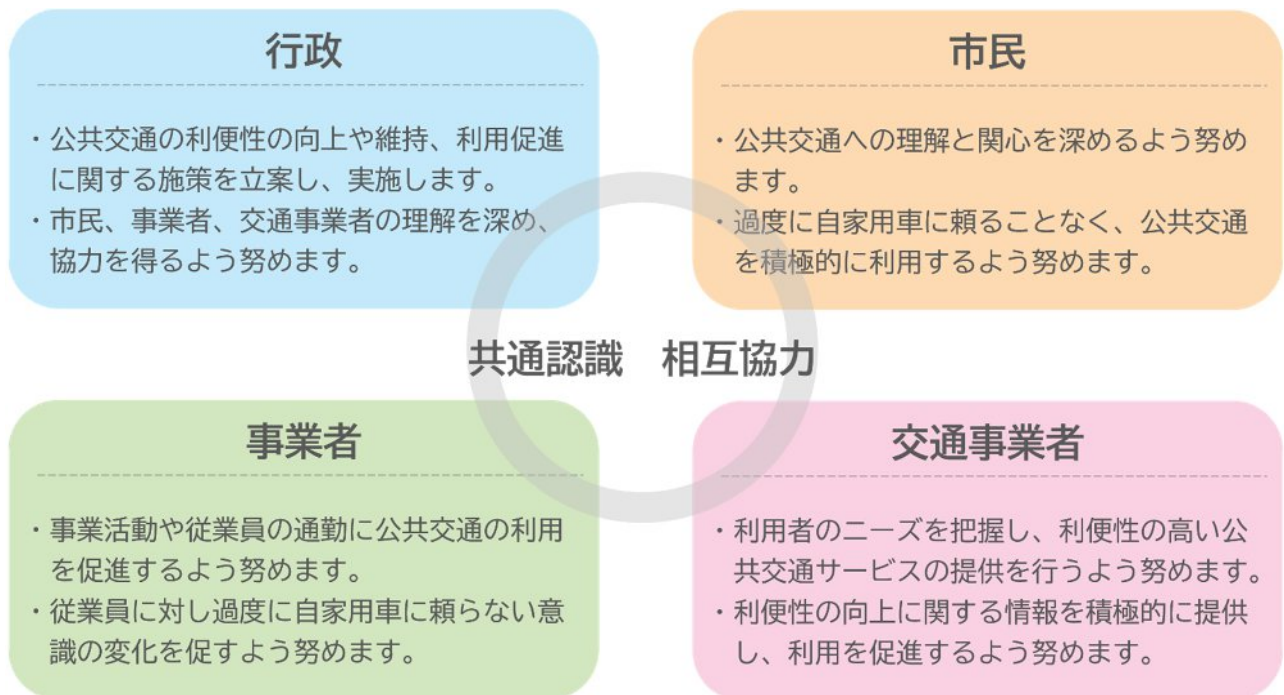 行政
・公共交通の利便性の向上や維持、利用促進
に関する施策を立案し、実施します。
・市民、事業者、交通事業者の理解を深め、
協力を得るよう努めます。
市民
・公共交通への理解と関心を深めるよう努め
ます。
・過度に自家用車に頼ることなく、公共交通
を積極的に利用するよう努めます。
共通認識　相互協力
事業者
・事業活動や従業員の通勤に公共交通の利用
を促進するよう努めます。
・従業員に対し過度に自家用車に頼らない意
識の変化を促すよう努めます。
交通事業者
・利用者のニーズを把握し、利便性の高い公
共交通サービスの提供を行うよう努めます。
・利便性の向上に関する情報を積極的に提供
し、利用を促進するよう努めます。